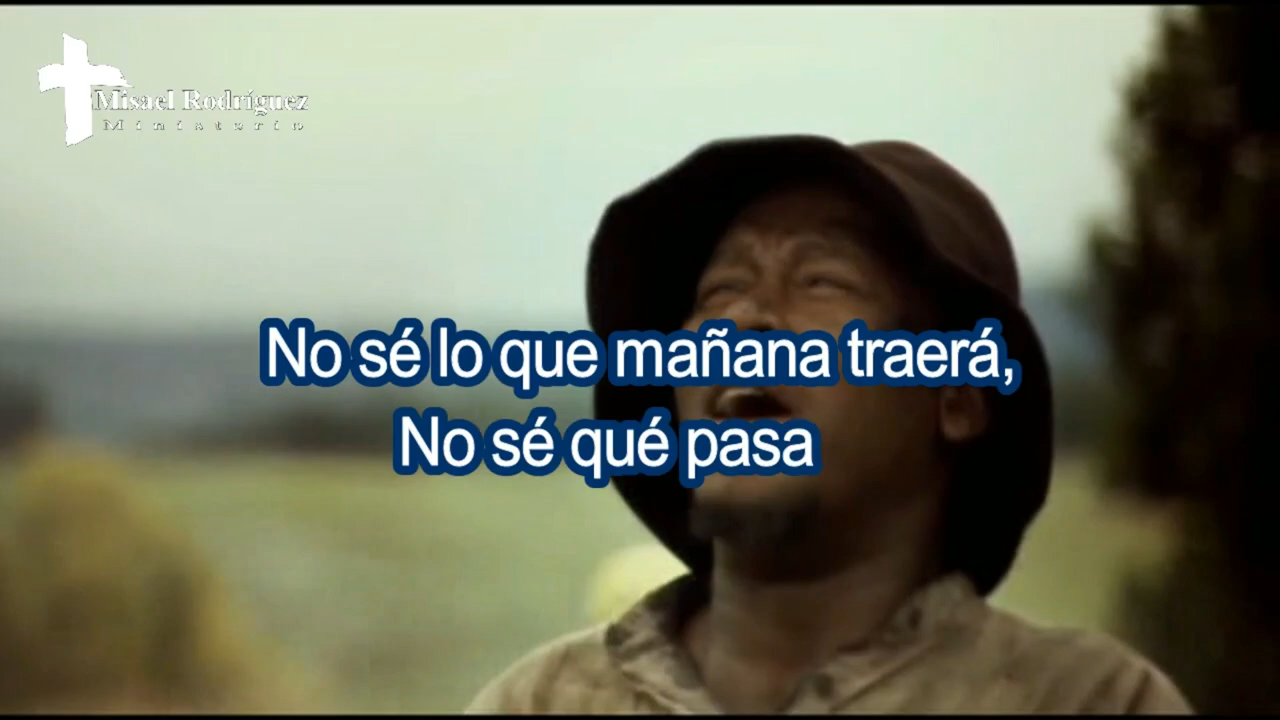 Misael Rodríguez
Ministerio
No sé lo que mañana traerá,
No sé qué pasa